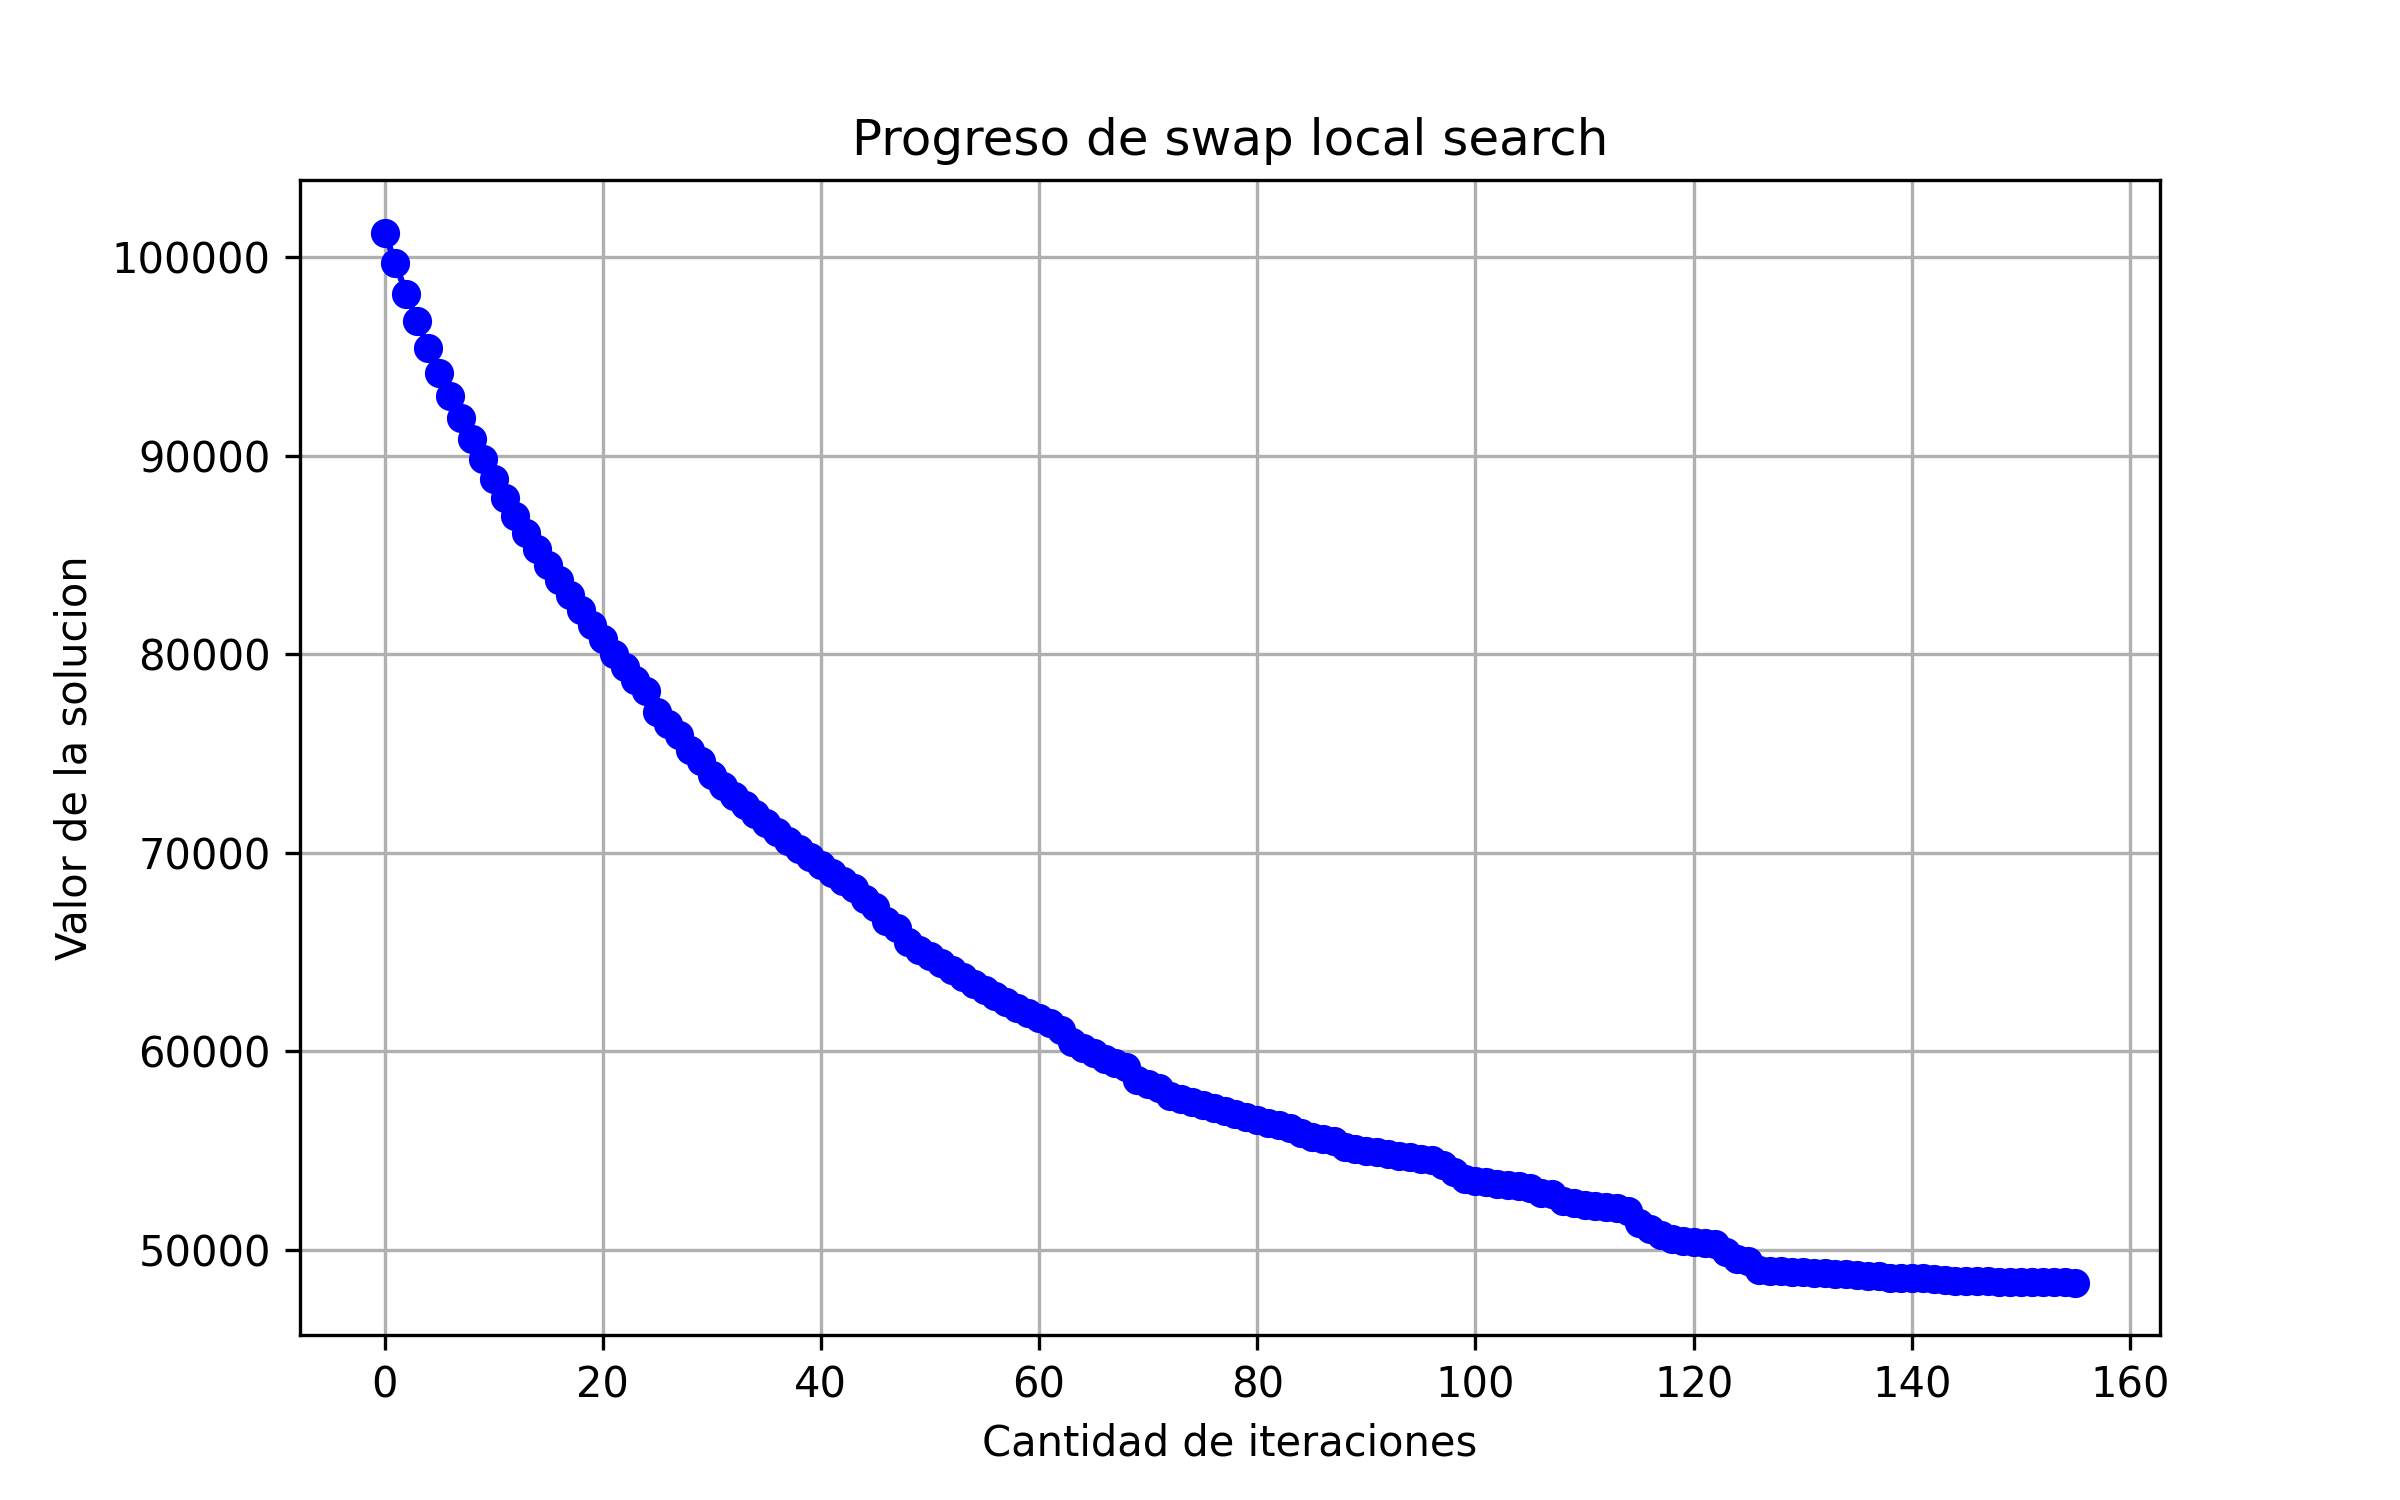 Progreso de swap local search
Valor de la solucion
100000
90000
80000
70000
60000
50000
0 20 40 60 80 100 120 140 160
Cantidad de iteraciones